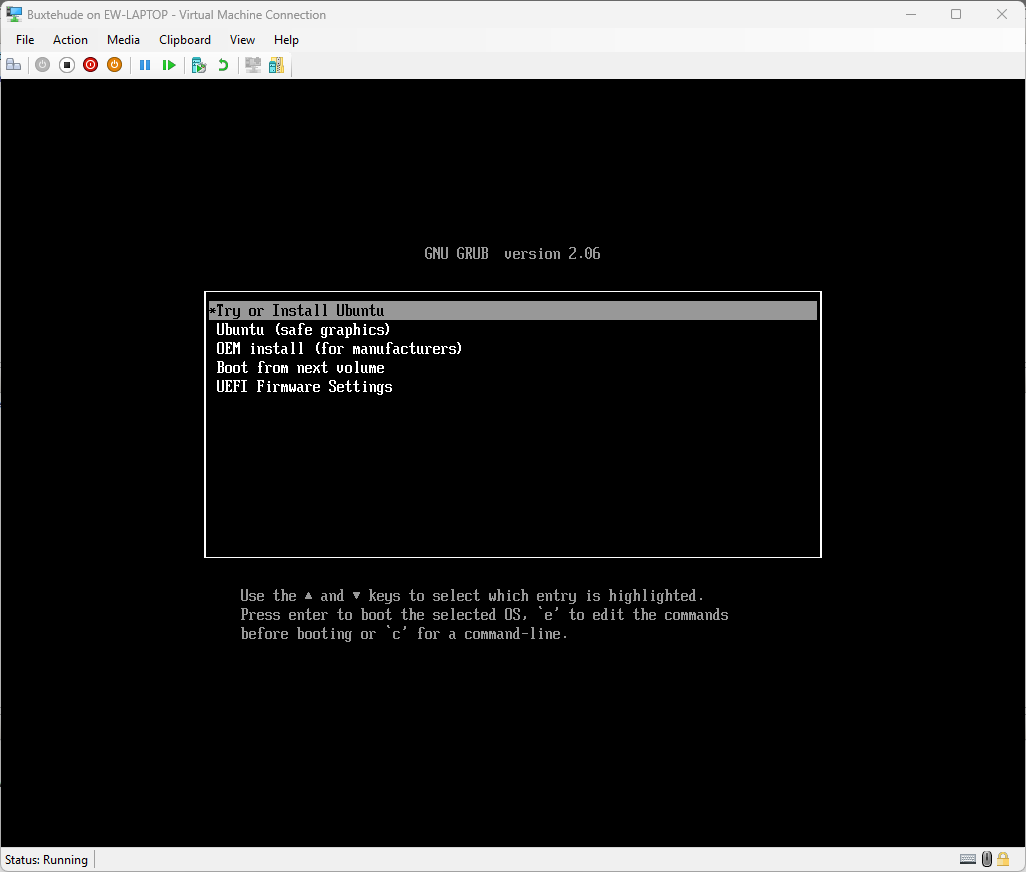 Buxtehude on EW-LAPTOP - Virtual Machine Connection
File Action Media Clipboard View Help
GNU GRUB version 2.06
*Try or Install Ubuntu
Ubuntu (safe graphics)
OEM install (for manufacturers)
Boot from next volume
UEFI Firmware Settings
Use the ▲ and ▼ keys to select which entry is highlighted.
Press enter to boot the selected OS, `e' to edit the commands
before booting or `c' for a command-line.
Status: Running